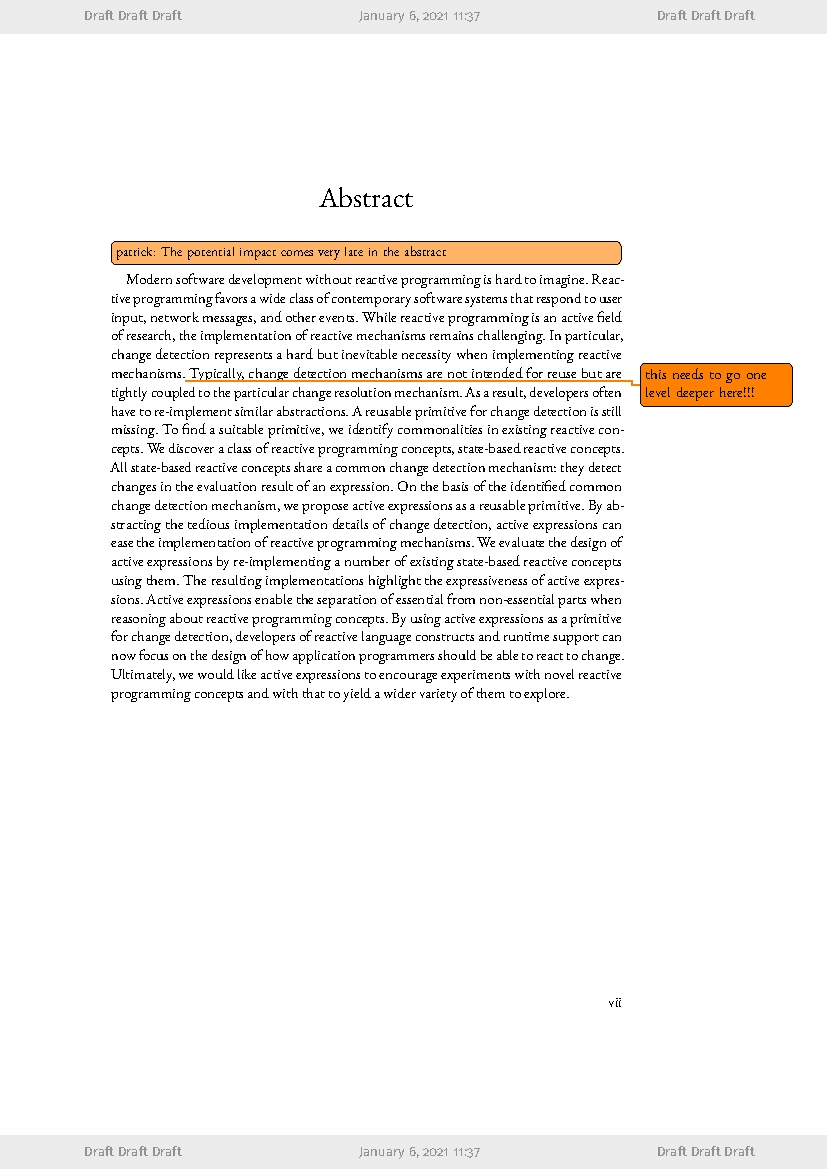 Draft Draft Draft January 6, 2021 11:37 Draft Draft Draft
Abstract
patrick: The potential impact comes very late in the abstract
Modern software development without reactive programming is hard to imagine. Reac-
tive programming favors a wide class of contemporary software systems that respond to user
input, network messages, and other events. While reactive programming is an active field
of research, the implementation of reactive mechanisms remains challenging. In particular,
change detection represents a hard but inevitable necessity when implementing reactive
mechanisms. Typically, change detection mechanisms are not intended for reuse but are
this needs to go one
level deeper here!!!
tightly coupled to the particular change resolution mechanism. As a result, developers often
have to re-implement similar abstractions. A reusable primitive for change detection is still
missing. To find a suitable primitive, we identify commonalities in existing reactive con-
cepts. We discover a class of reactive programming concepts, state-based reactive concepts.
All state-based reactive concepts share a common change detection mechanism: they detect
changes in the evaluation result of an expression. On the basis of the identified common
change detection mechanism, we propose active expressions as a reusable primitive. By ab-
stracting the tedious implementation details of change detection, active expressions can
ease the implementation of reactive programming mechanisms. We evaluate the design of
active expressions by re-implementing a number of existing state-based reactive concepts
using them. The resulting implementations highlight the expressiveness of active expres-
sions. Active expressions enable the separation of essential from non-essential parts when
reasoning about reactive programming concepts. By using active expressions as a primitive
for change detection, developers of reactive language constructs and runtime support can
now focus on the design of how application programmers should be able to react to change.
Ultimately, we would like active expressions to encourage experiments with novel reactive
programming concepts and with that to yield a wider variety of them to explore.
vii
Draft Draft Draft January 6, 2021 11:37 Draft Draft Draft